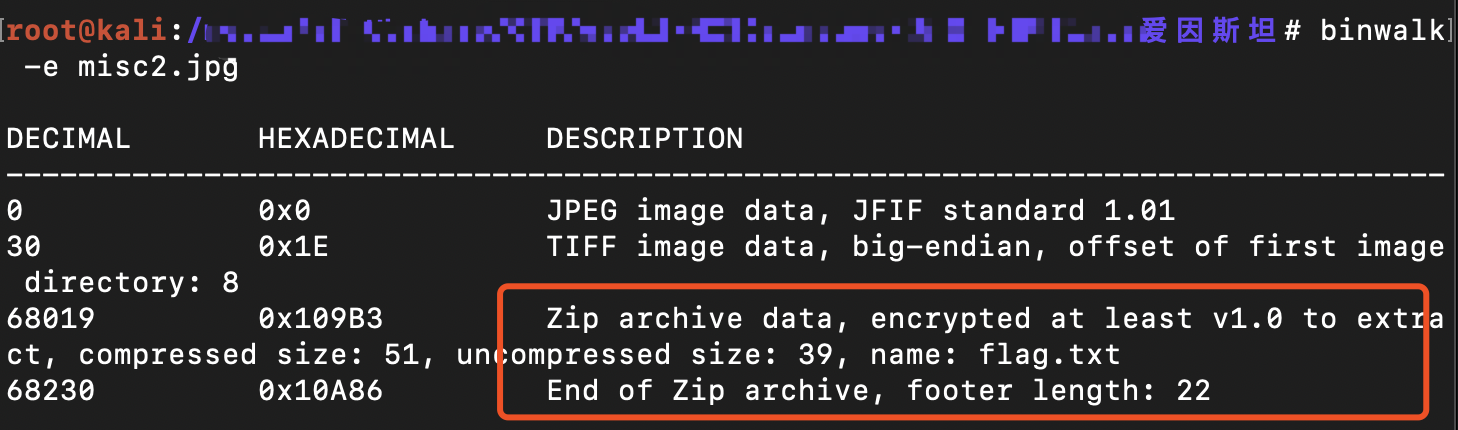 root@kali:/爱因斯坦# binwalk
-e misc2.jpg
DECIMAL HEXADECIMAL DESCRIPTION
--------------------------------------------------------------------------------
0 0x0 JPEG image data, JFIF standard 1.01
30 0x1E TIFF image data, big-endian, offset of first image
directory: 8
68019 0x109B3 Zip archive data, encrypted at least v1.0 to extra
ct, compressed size: 51, uncompressed size: 39, name: flag.txt
68230 0x10A86 End of Zip archive, footer length: 22